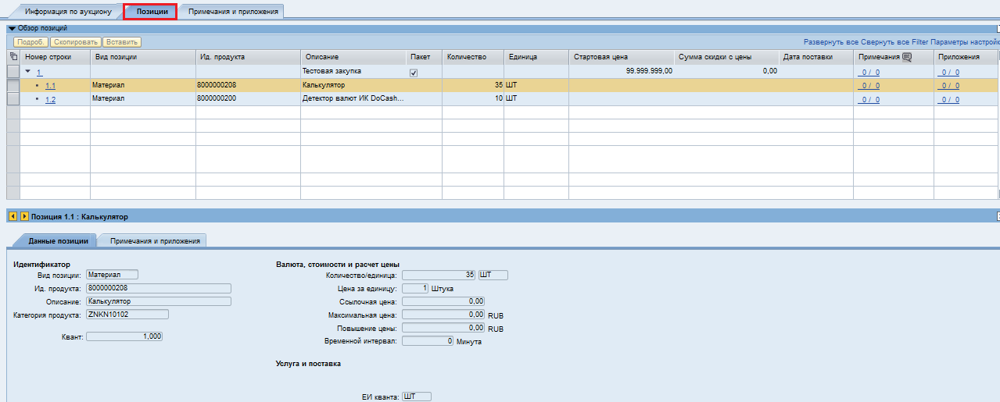 Информация по аукциону Позиции Примечания и приложения
Обзор позиций
Подроб. Скопировать Вставить Развернуть все Свернуть все Filter Параметры настройк
Номер строки Вид позиции Ид. продукта Описание Пакет Количество Единица Стартовая цена Сумма скидки с цены Дата поставки Примечания Приложения
1 Тестовая закупка 99.999.999,00 0,00 0 / 0 0 / 0
1.1 Материал 8000000208 Калькулятор 35 ШТ 0 / 0 0 / 0
1.2 Материал 8000000200 Детектор валют ИК DoCash... 10 ШТ 0 / 0 0 / 0
Позиция 1.1 : Калькулятор
Данные позиции Примечания и приложения
Идентификатор Валюта, стоимости и расчет цены
Вид позиции: Материал Количество/единица: 35 ШТ
Ид. продукта: 8000000208 Цена за единицу: 1 Штука
Описание: Калькулятор Ссылочная цена: 0,00
Категория продукта: ZNKN10102 Максимальная цена: 0,00 RUB
Повышение цены: 0,00 RUB
Квант: 1,000 Временной интервал: 0 Минута
Услуга и поставка
ЕИ кванта: ШТ